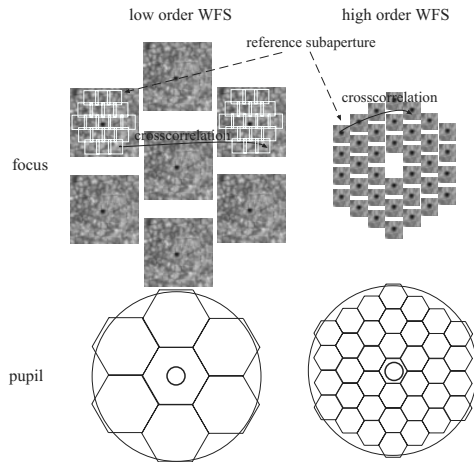 low order WFS
high order WFS
reference subaperture
crosscorrelation
crosscorrelation
focus
pupil